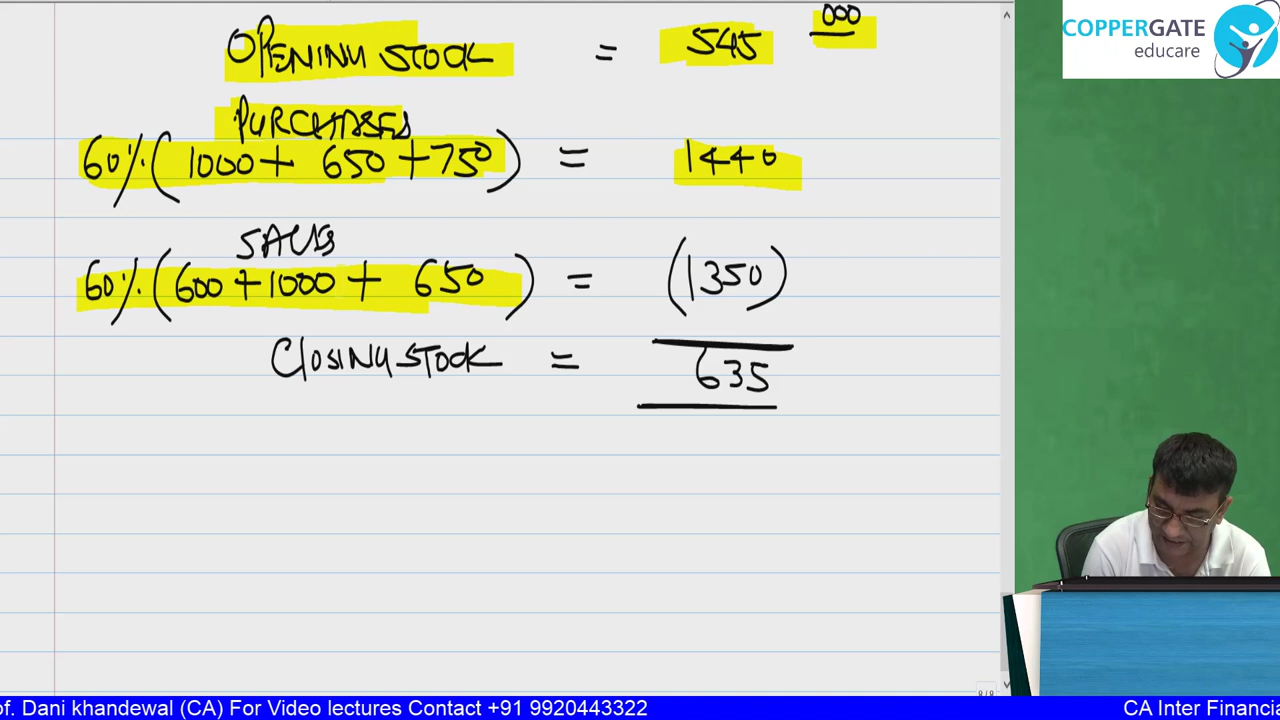 000
COPPERGATE
educare
OPENING STOCK = 545
PURCHASES
60%(1000+ 650+750) = 1440
SALES
60%(600+1000+ 650) = (1350)
Closing stock = 635
of. Dani khandewal (CA) For Video lectures Contact +91 9920443322
CA Inter Financia